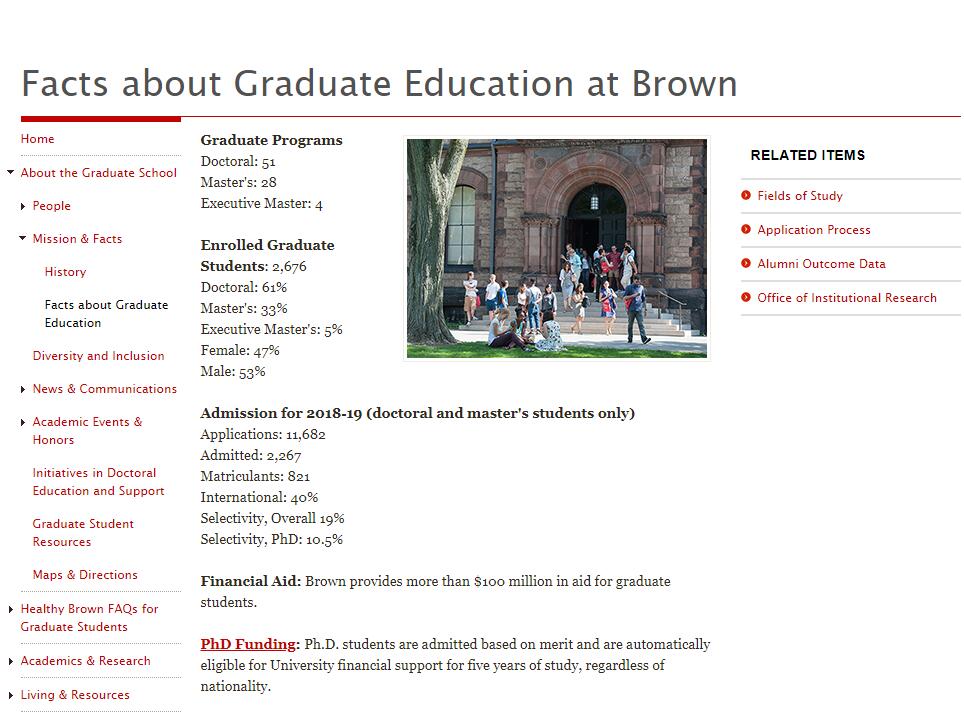 Facts about Graduate Education at Brown
Home
About the Graduate School
People
Mission & Facts
History
Facts about Graduate
Education
Diversity and Inclusion
News & Communications
Academic Events &
Honors
Initiatives in Doctoral
Education and Support
Graduate Student
Resources
Maps & Directions
Healthy Brown FAQs for
Graduate Students
Academics & Research
Living & Resources
Graduate Programs
Doctoral: 51
Master's: 28
Executive Master: 4
Enrolled Graduate
Students: 2,676
Doctoral: 61%
Master's: 33%
Executive Master's: 5%
Female: 47%
Male: 53%
Admission for 2018-19 (doctoral and master's students only)
Applications: 11,682
Admitted: 2,267
Matriculants: 821
International: 40%
Selectivity, Overall 19%
Selectivity, PhD: 10.5%
Financial Aid: Brown provides more than $100 million in aid for graduate
students.
PhD Funding: Ph.D. students are admitted based on merit and are automatically
eligible for University financial support for five years of study, regardless of
nationality.
RELATED ITEMS
Fields of Study
Application Process
Alumni Outcome Data
Office of Institutional Research